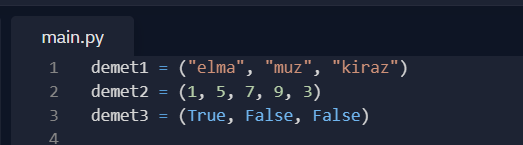 main.py
1 demet1 = ("elma", "muz", "kiraz")
2 demet2 = (1, 5, 7, 9, 3)
3 demet3 = (True, False, False)
4